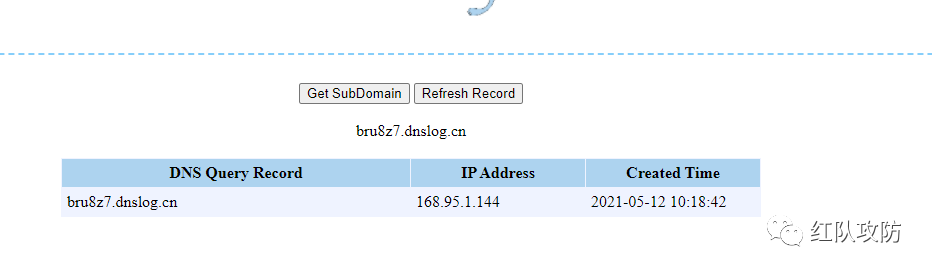 Get SubDomain Refresh Record
bru8z7.dnslog.cn
DNS Query Record IP Address Created Time
bru8z7.dnslog.cn 168.95.1.144 2021-05-12 10:18:42
红队攻防